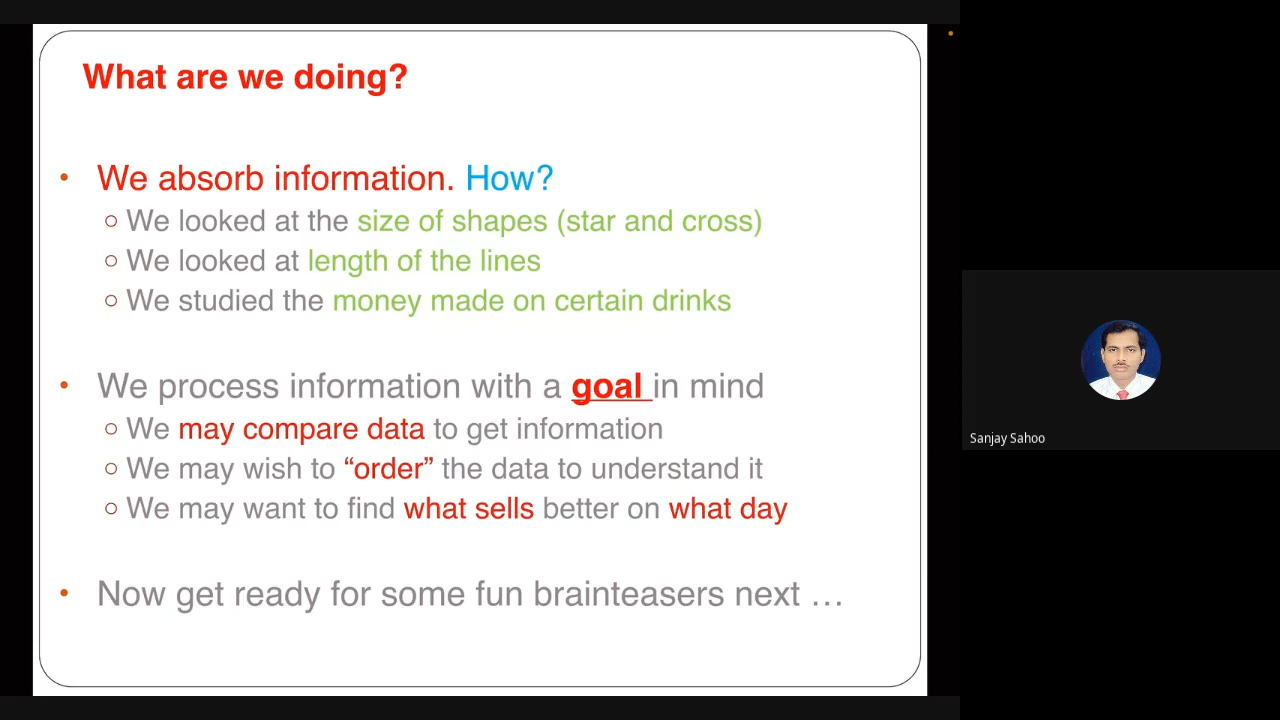 What are we doing?
• We absorb information. How?
○ We looked at the size of shapes (star and cross)
○ We looked at length of the lines
○ We studied the money made on certain drinks
• We process information with a goal in mind
○ We may compare data to get information
○ We may wish to “order” the data to understand it
○ We may want to find what sells better on what day
• Now get ready for some fun brainteasers next …
Sanjay Sahoo